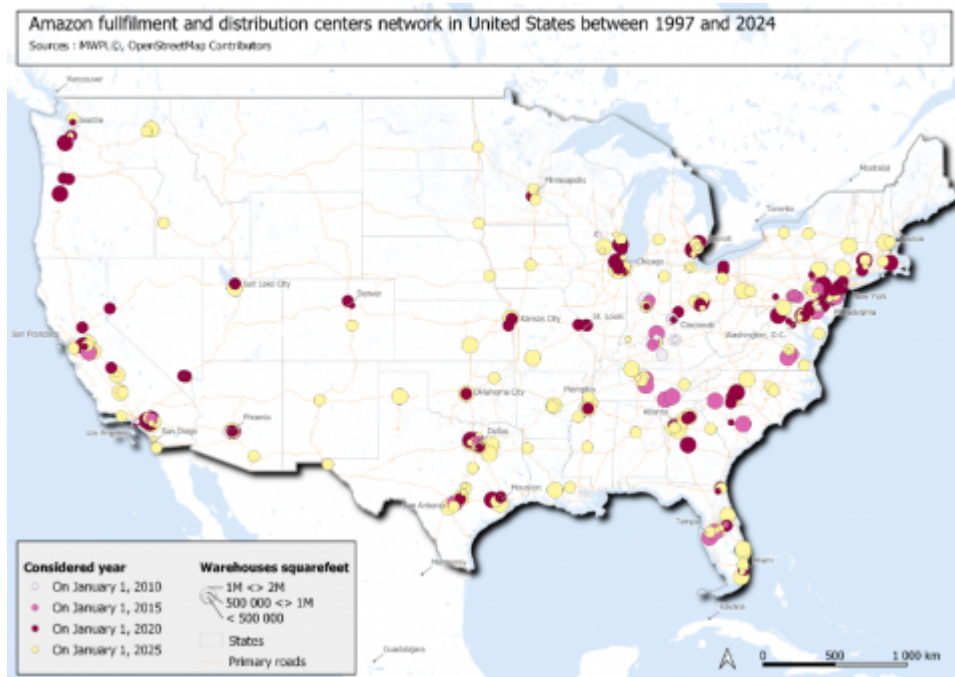 Amazon fullfilment and distribution centers network in United States between 1997 and 2024
Sources : MWPL©, OpenStreetMap Contributors
Vancouver
Seattle
Montréal
Minneapolis
Toronto
Detroit
Boston
Chicago
Salt Lake City
New York
Denver
Philadelphia
San Francisco
Kansas City
St. Louis
Cincinnati
Washington, D.C.
Oklahoma City
Memphis
Phoenix
Atlanta
Los Angeles
San Diego
Dallas
Houston
San Antonio
Tampa
Miami
Monterrey
Havana
Guadalajara
Considered year
On January 1, 2010
On January 1, 2015
On January 1, 2020
On January 1, 2025
Warehouses squarefeet
1M <> 2M
500 000 <> 1M
< 500 000
States
Primary roads
0 500 1 000 km